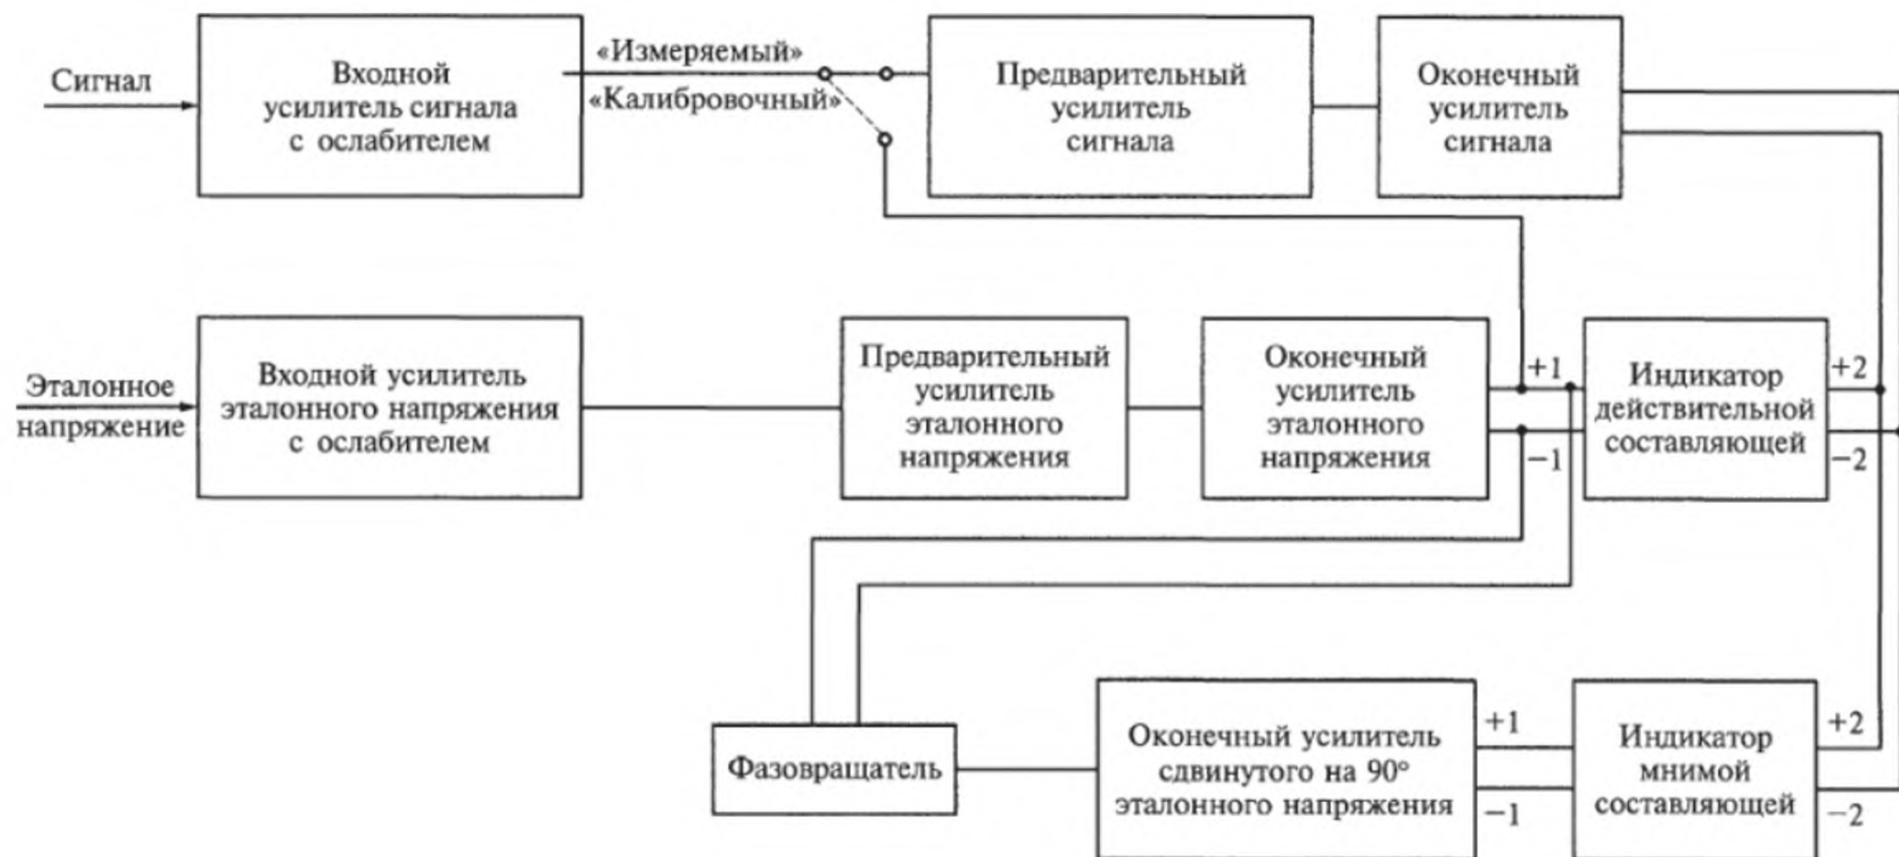 Сигнал
Входной
усилитель сигнала
с ослабителем
«Измеряемый»
«Калибровочный»
Предварительный
усилитель
сигнала
Оконечный
усилитель
сигнала
Эталонное
напряжение
Входной усилитель
эталонного напряжения
с ослабителем
Предварительный
усилитель
эталонного
напряжения
Оконечный
усилитель
эталонного
напряжения
+1
−1
Индикатор
действительной
составляющей
+2
−2
Фазовращатель
Оконечный усилитель
сдвинутого на 90°
эталонного напряжения
+1
−1
Индикатор
мнимой
составляющей
+2
−2